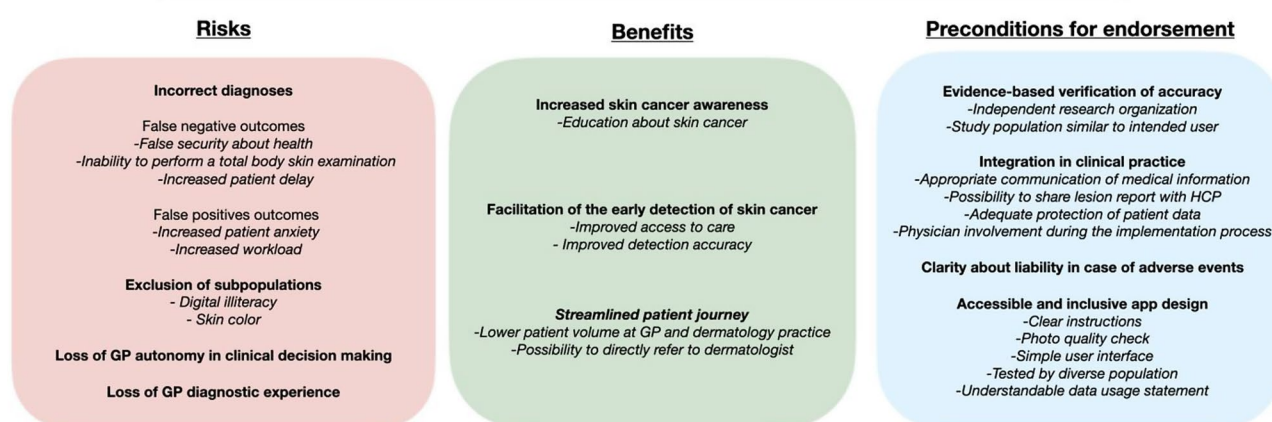 Risks
Incorrect diagnoses
False negative outcomes
-False security about health
-Inability to perform a total body skin examination
-Increased patient delay
False positives outcomes
-Increased patient anxiety
-Increased workload
Exclusion of subpopulations
- Digital illiteracy
- Skin color
Loss of GP autonomy in clinical decision making
Loss of GP diagnostic experience
Benefits
Increased skin cancer awareness
-Education about skin cancer
Facilitation of the early detection of skin cancer
-Improved access to care
- Improved detection accuracy
Streamlined patient journey
-Lower patient volume at GP and dermatology practice
-Possibility to directly refer to dermatologist
Preconditions for endorsement
Evidence-based verification of accuracy
-Independent research organization
-Study population similar to intended user
Integration in clinical practice
-Appropriate communication of medical information
-Possibility to share lesion report with HCP
-Adequate protection of patient data
-Physician involvement during the implementation process
Clarity about liability in case of adverse events
Accessible and inclusive app design
-Clear instructions
-Photo quality check
-Simple user interface
-Tested by diverse population
-Understandable data usage statement